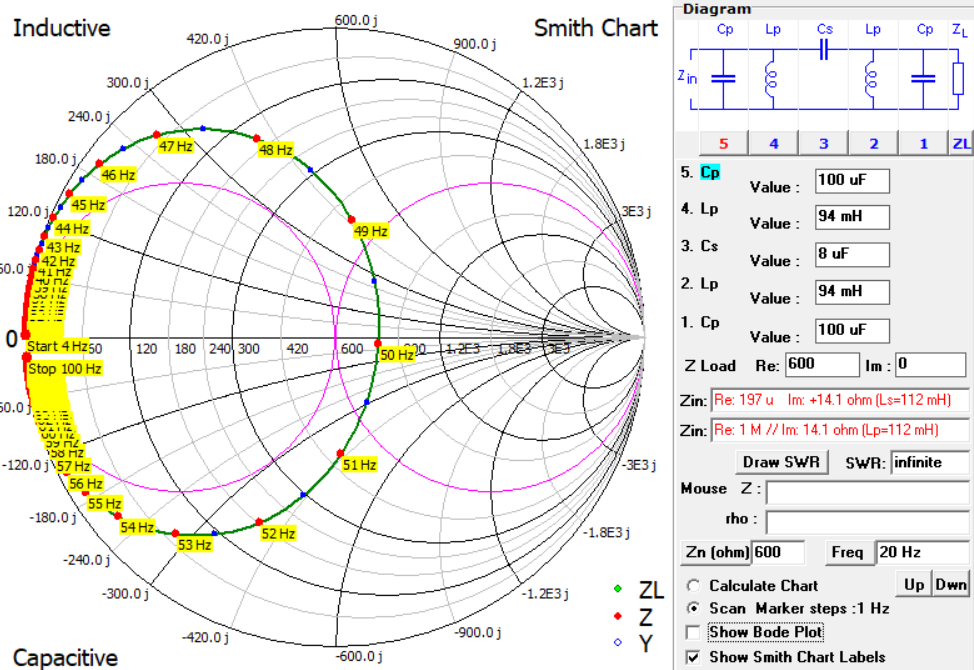 Inductive
Smith Chart
600.0 j
420.0 j
900.0 j
300.0 j
1.2E3 j
240.0 j
1.8E3 j
180.0 j
120.0 j
3E3 j
0
50
120
180
240
300
420
600
1.2E3
1.8E3
47 Hz
48 Hz
46 Hz
45 Hz
44 Hz
43 Hz
42 Hz
41 Hz
49 Hz
50 Hz
Start 4 Hz
Stop 100 Hz
59 Hz
58 Hz
57 Hz
56 Hz
55 Hz
54 Hz
53 Hz
52 Hz
51 Hz
-120.0 j
-180.0 j
-240.0 j
-300.0 j
-420.0 j
-600.0 j
-900.0 j
-1.2E3 j
-1.8E3 j
-3E3 j
ZL
Z
Y
Capacitive
Diagram
Cp Lp Cs Lp Cp ZL
Zin
5 4 3 2 1 ZL
5. Cp Value : 100 uF
4. Lp Value : 94 mH
3. Cs Value : 8 uF
2. Lp Value : 94 mH
1. Cp Value : 100 uF
Z Load Re: 600 Im : 0
Zin: Re: 197 u Im: +14.1 ohm (Ls=112 mH)
Zin: Re: 1 M // Im: 14.1 ohm (Lp=112 mH)
Draw SWR SWR: infinite
Mouse Z :
rho :
Zn (ohm) 600 Freq 20 Hz
Calculate Chart Up Dwn
Scan Marker steps :1 Hz
Show Bode Plot
Show Smith Chart Labels